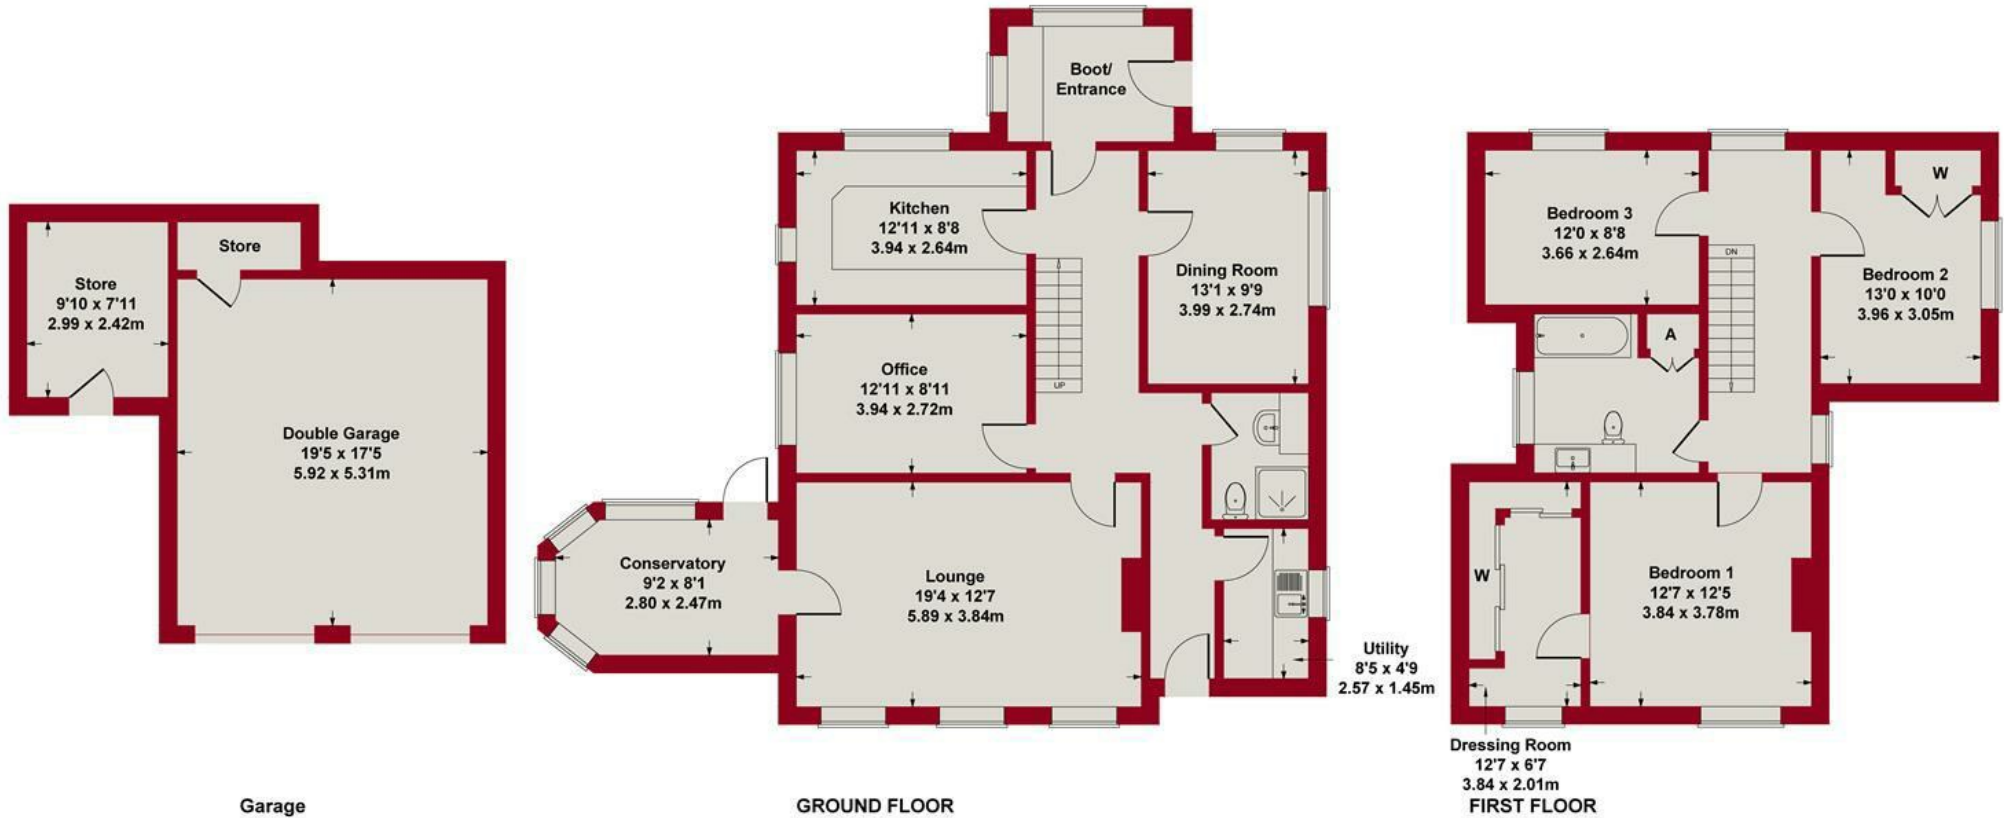 Store
9'10 x 7'11
2.99 x 2.42m
Store
Double Garage
19'5 x 17'5
5.92 x 5.31m
Garage
Boot/
Entrance
Kitchen
12'11 x 8'8
3.94 x 2.64m
Dining Room
13'1 x 9'9
3.99 x 2.74m
Office
12'11 x 8'11
3.94 x 2.72m
UP
Conservatory
9'2 x 8'1
2.80 x 2.47m
Lounge
19'4 x 12'7
5.89 x 3.84m
Utility
8'5 x 4'9
2.57 x 1.45m
GROUND FLOOR
Bedroom 3
12'0 x 8'8
3.66 x 2.64m
DN
W
Bedroom 2
13'0 x 10'0
3.96 x 3.05m
A
W
Bedroom 1
12'7 x 12'5
3.84 x 3.78m
Dressing Room
12'7 x 6'7
3.84 x 2.01m
FIRST FLOOR